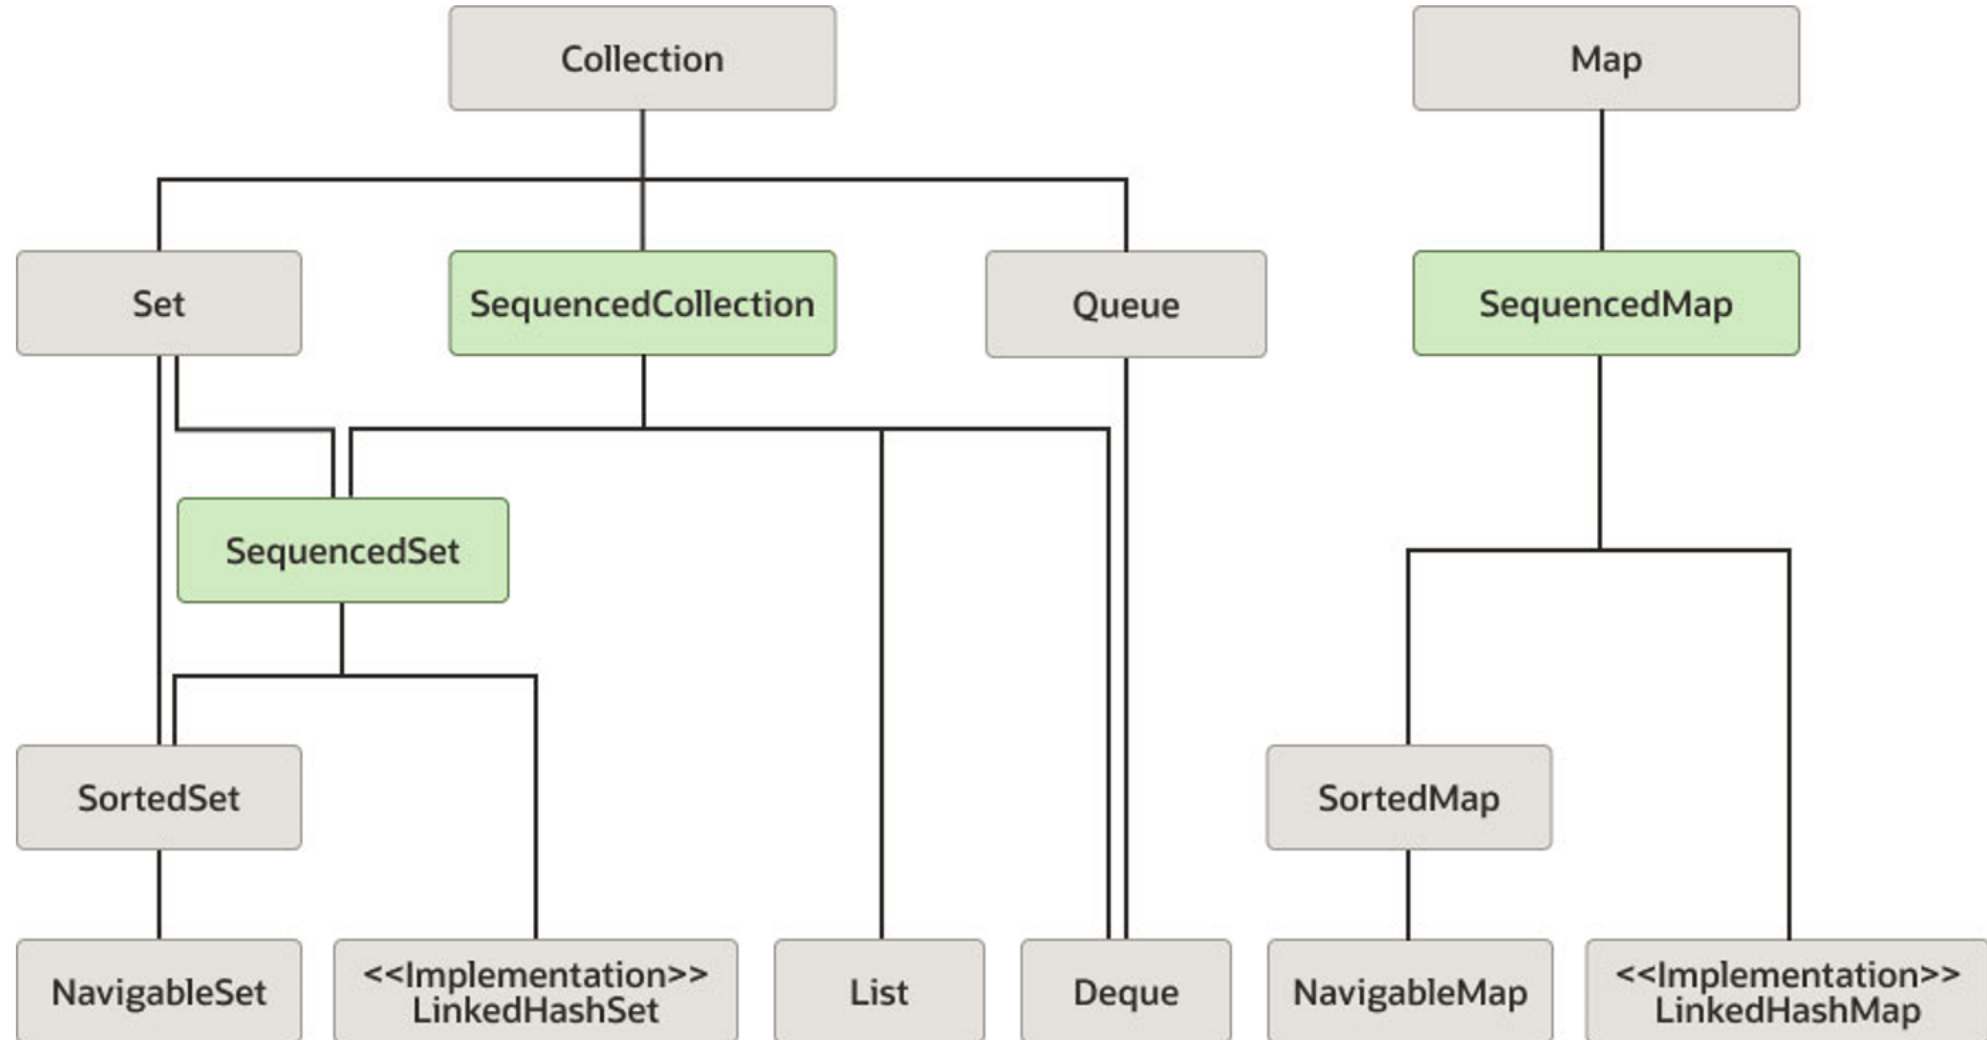 Collection
Map
Set
SequencedCollection
Queue
SequencedMap
SequencedSet
SortedSet
SortedMap
NavigableSet
<<Implementation>>
LinkedHashSet
List
Deque
NavigableMap
<<Implementation>>
LinkedHashMap